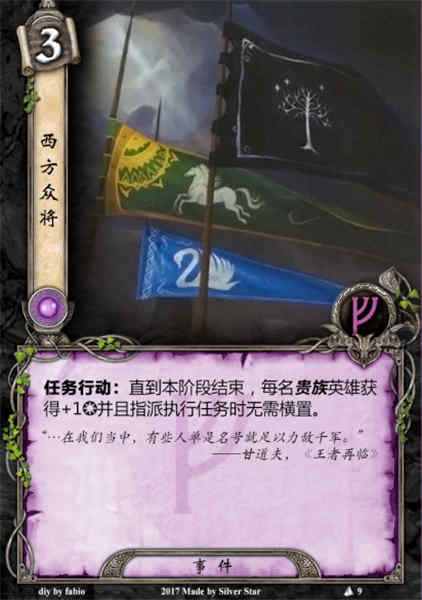 3
西方众将
任务行动：直到本阶段结束，每名贵族英雄获
得+1并且指派执行任务时无需横置。
“…在我们当中，有些人单是名号就足以力敌千军。”
——甘道夫，《王者再临》
事件
diy by fabio
2017 Made by Silver Star
9